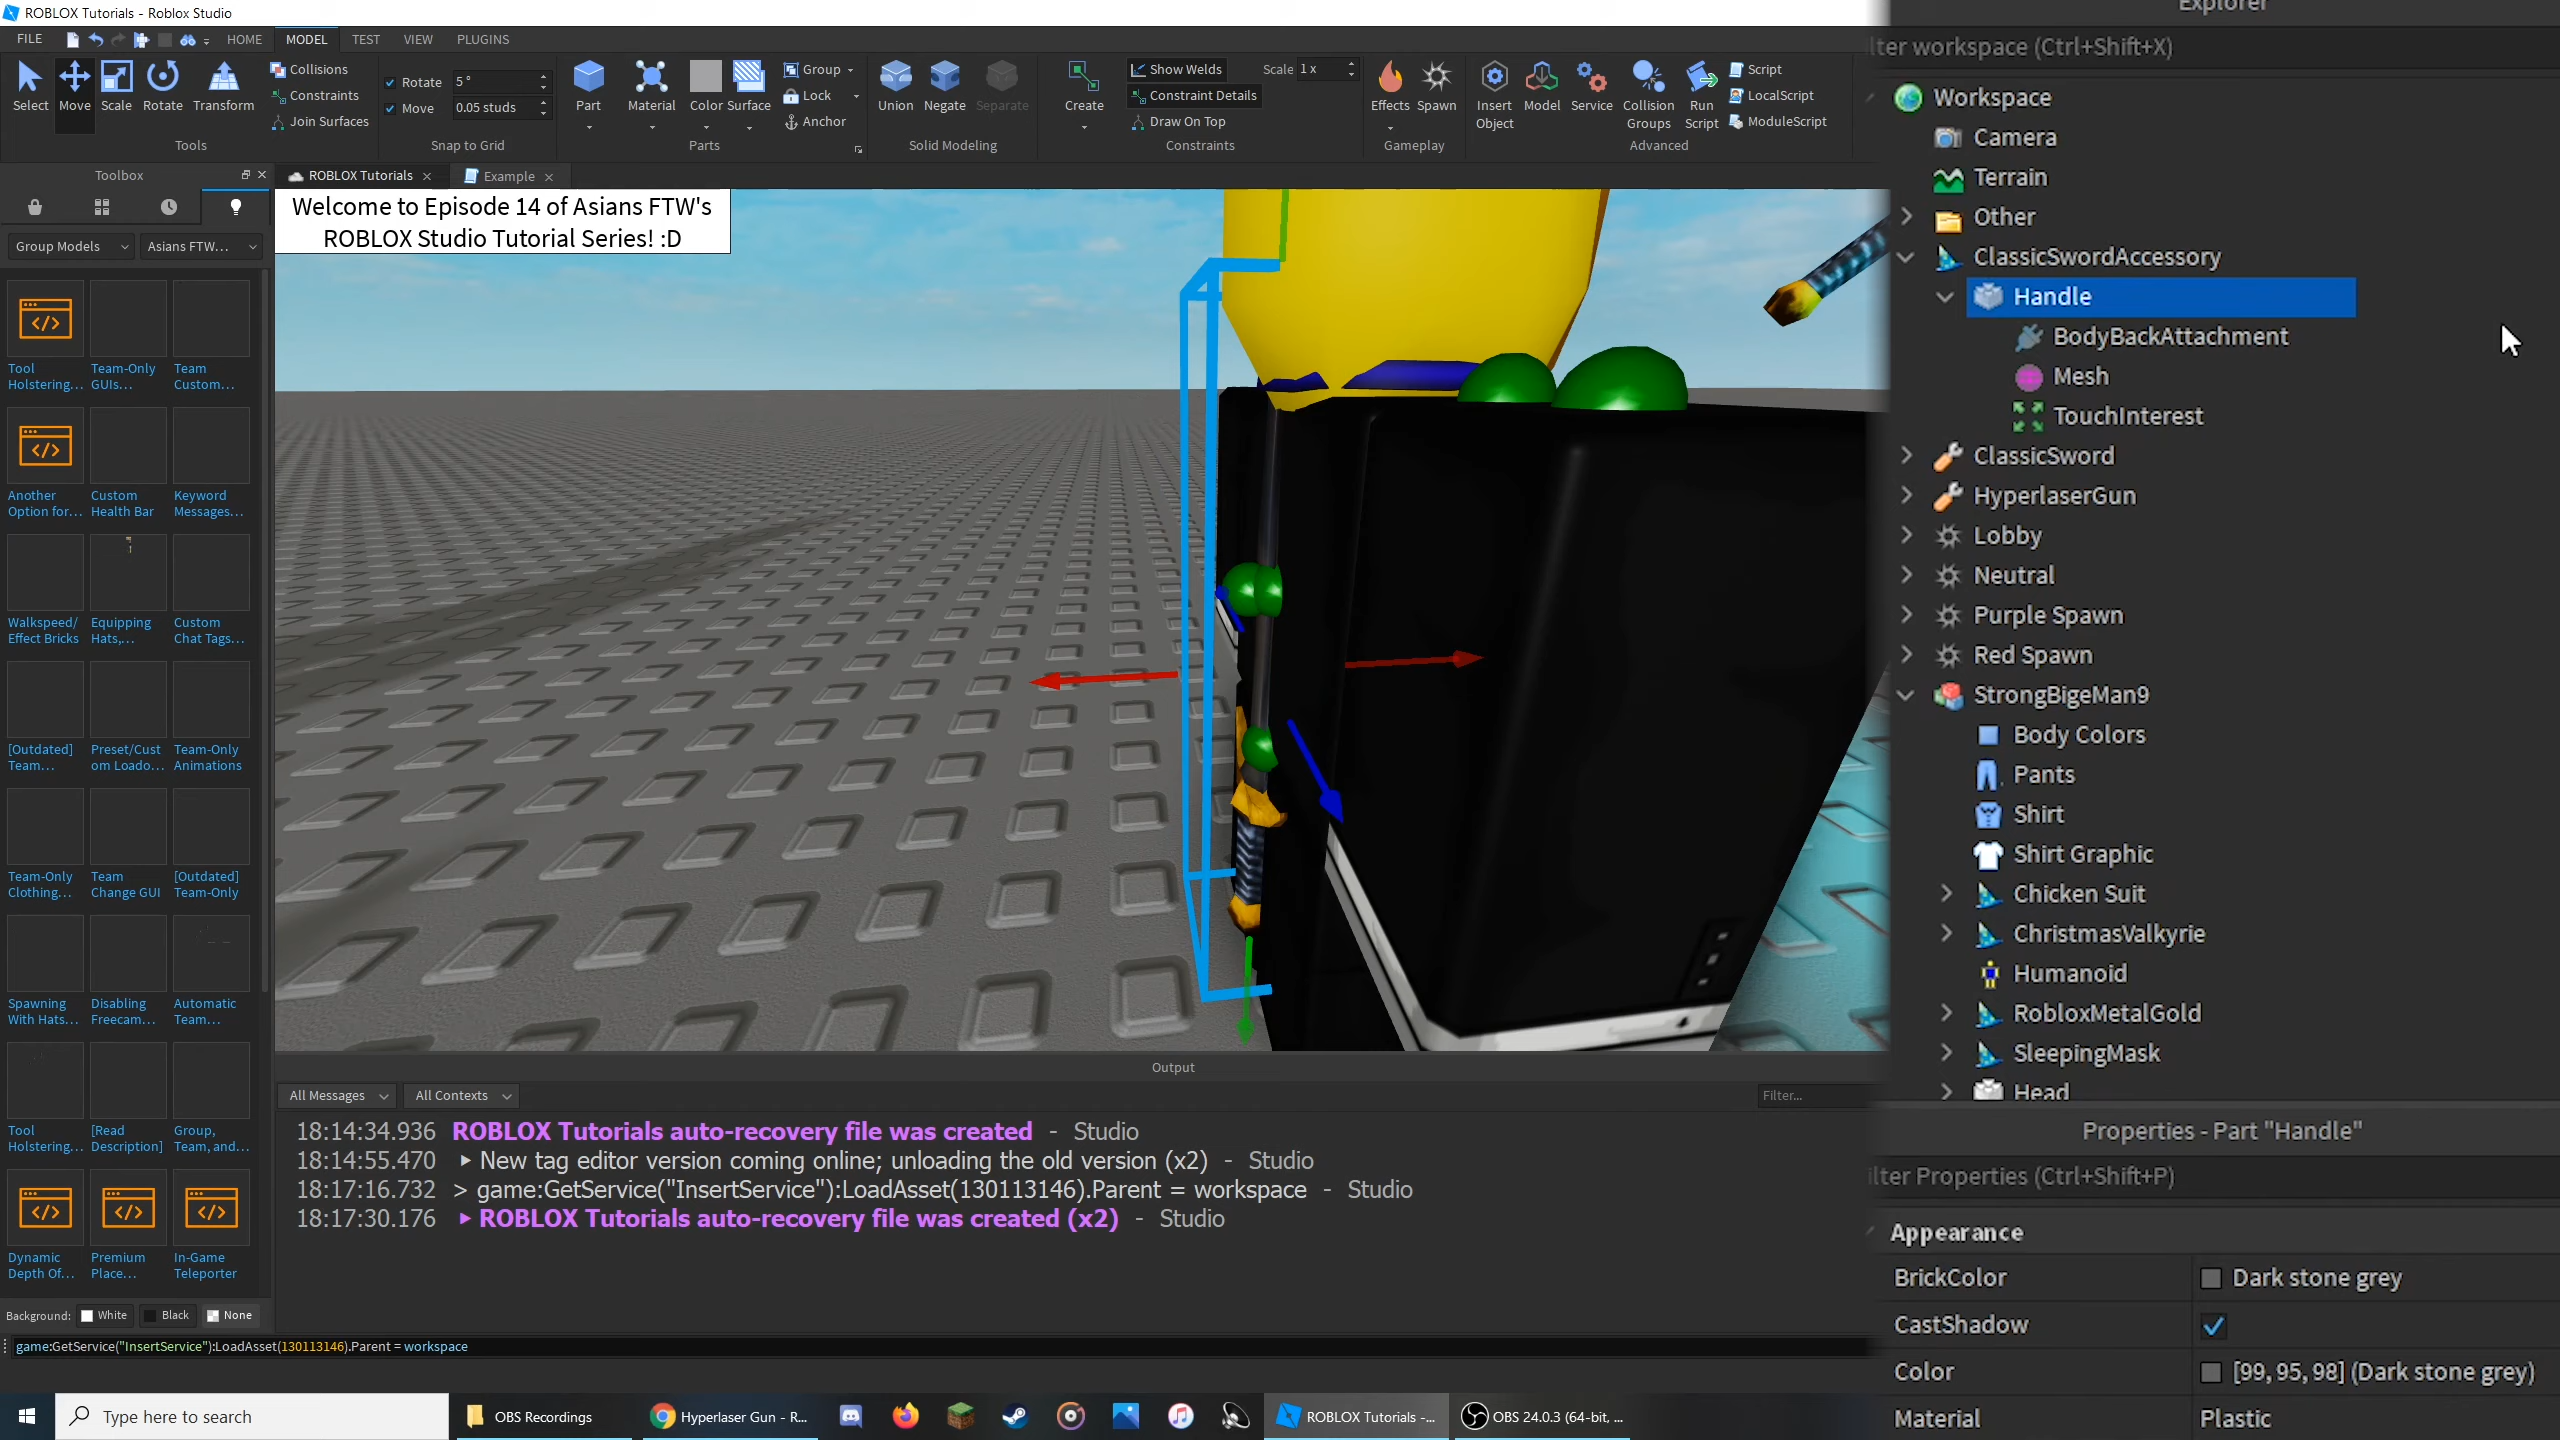 ROBLOX Tutorials - Roblox Studio
FILE
HOME
MODEL
TEST
VIEW
PLUGINS
Select
Move
Scale
Rotate
Transform
Collisions
Constraints
Join Surfaces
Tools
Rotate
5 °
Move
0.05 studs
Snap to Grid
Part
Material
Color
Surface
Group
Lock
Anchor
Parts
Union
Negate
Separate
Solid Modeling
Create
Show Welds
Constraint Details
Draw On Top
Scale
1 x
Constraints
Effects
Spawn
Gameplay
Insert
Object
Model
Service
Collision
Groups
Run
Script
Script
LocalScript
ModuleScript
Advanced
Toolbox
Group Models
Asians FTW...
Tool
Holstering...
Team-Only
GUIs...
Team
Custom...
Another
Option for...
Custom
Health Bar
Keyword
Messages...
Walkspeed/
Effect Bricks
Equipping
Hats,...
Custom
Chat Tags...
[Outdated]
Team...
Preset/Cust
om Loado...
Team-Only
Animations
Team-Only
Clothing...
Team
Change GUI
[Outdated]
Team-Only
Spawning
With Hats...
Disabling
Freecam...
Automatic
Team...
Tool
Holstering...
[Read
Description]
Group,
Team, and...
Dynamic
Depth Of...
Premium
Place...
In-Game
Teleporter
Background:
White
Black
None
ROBLOX Tutorials
Example
Welcome to Episode 14 of Asians FTW's
ROBLOX Studio Tutorial Series! :D
Output
All Messages
All Contexts
Filter...
18:14:34.936 ROBLOX Tutorials auto-recovery file was created - Studio
18:14:55.470 New tag editor version coming online; unloading the old version (x2) - Studio
18:17:16.732 > game:GetService("InsertService"):LoadAsset(130113146).Parent = workspace - Studio
18:17:30.176 ROBLOX Tutorials auto-recovery file was created (x2) - Studio
game:GetService("InsertService"):LoadAsset(130113146).Parent = workspace
Explorer
lter workspace (Ctrl+Shift+X)
Workspace
Camera
Terrain
Other
ClassicSwordAccessory
Handle
BodyBackAttachment
Mesh
TouchInterest
ClassicSword
HyperlaserGun
Lobby
Neutral
Purple Spawn
Red Spawn
StrongBigeMan9
Body Colors
Pants
Shirt
Shirt Graphic
Chicken Suit
ChristmasValkyrie
Humanoid
RobloxMetalGold
SleepingMask
Head
Properties - Part "Handle"
lter Properties (Ctrl+Shift+P)
Appearance
BrickColor
Dark stone grey
CastShadow
Color
[99, 95, 98] (Dark stone grey)
Material
Plastic
Type here to search
OBS Recordings
Hyperlaser Gun - R...
ROBLOX Tutorials -...
OBS 24.0.3 (64-bit, ...